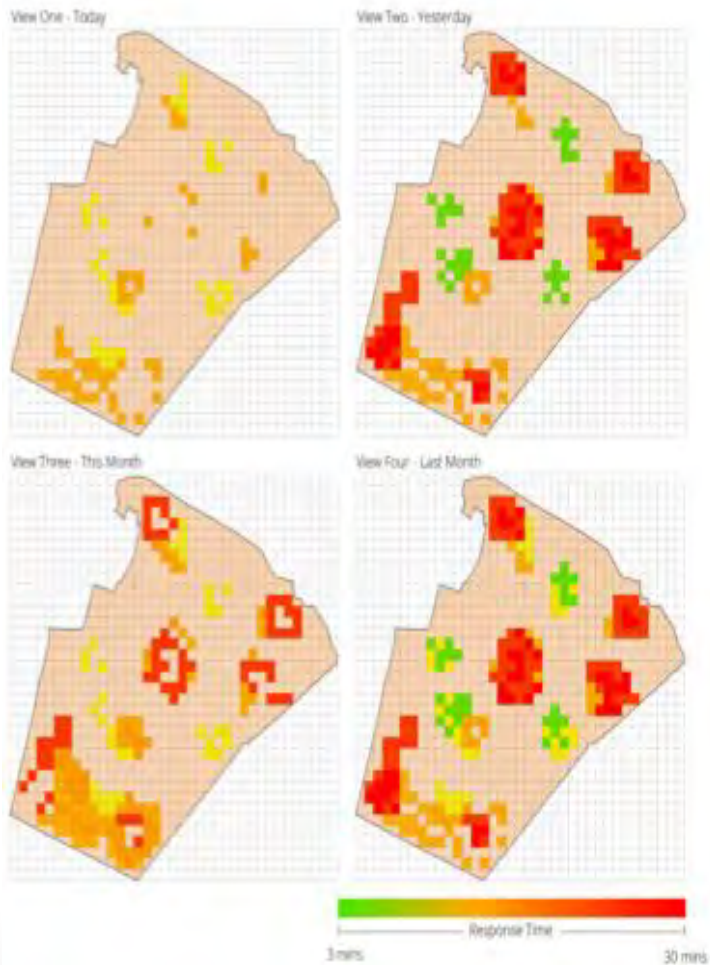 View One - Today
View Two - Yesterday
View Three - This Month
View Four - Last Month
Response Time
3 mins
30 mins